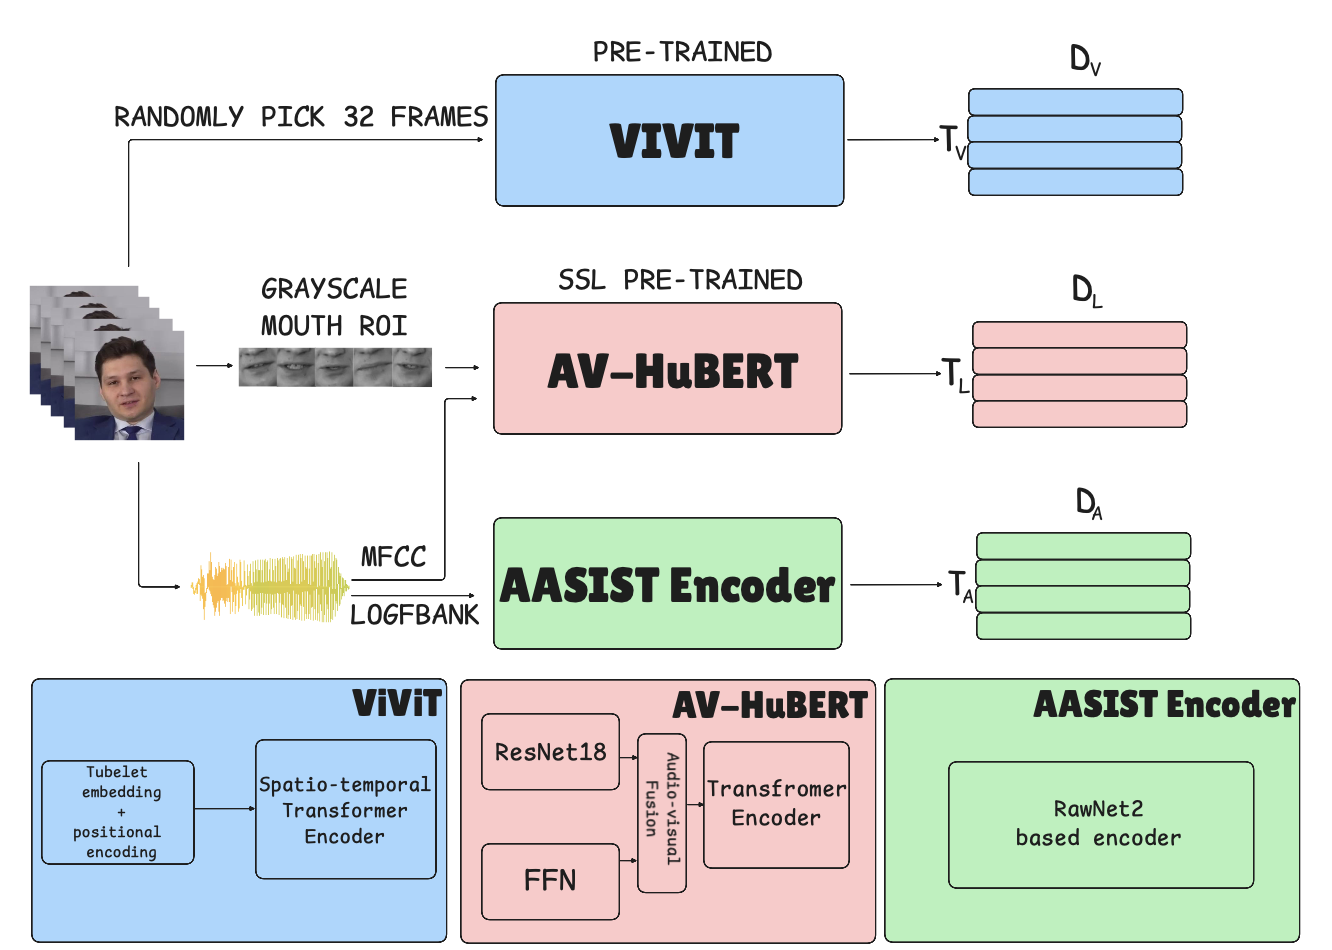 PRE-TRAINED
D_V
RANDOMLY PICK 32 FRAMES
VIVIT
T_V
SSL PRE-TRAINED
D_L
GRAYSCALE
MOUTH ROI
AV-HuBERT
T_L
D_A
MFCC
AASIST Encoder
T_A
LOGFBANK
ViViT
Tubelet
embedding
+
positional
encoding
Spatio-temporal
Transformer
Encoder
AV-HuBERT
ResNet18
FFN
Audio-visual
Fusion
Transfromer
Encoder
AASIST Encoder
RawNet2
based encoder